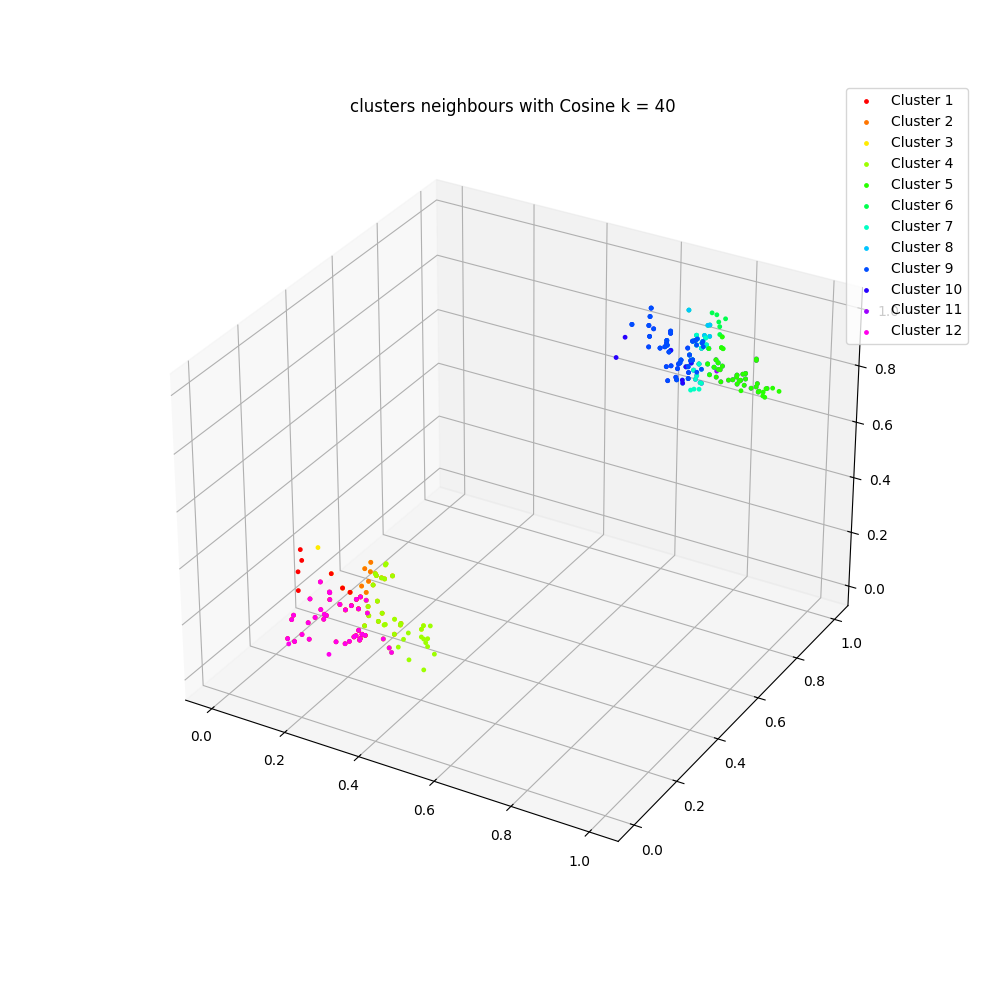 clusters neighbours with Cosine k = 40
Cluster 1
Cluster 2
Cluster 3
Cluster 4
Cluster 5
Cluster 6
Cluster 7
Cluster 8
Cluster 9
Cluster 10
Cluster 11
Cluster 12
0.8
0.6
0.4
0.2
0.0
1.0
0.8
0.6
0.4
0.2
0.0
0.0
0.2
0.4
0.6
0.8
1.0